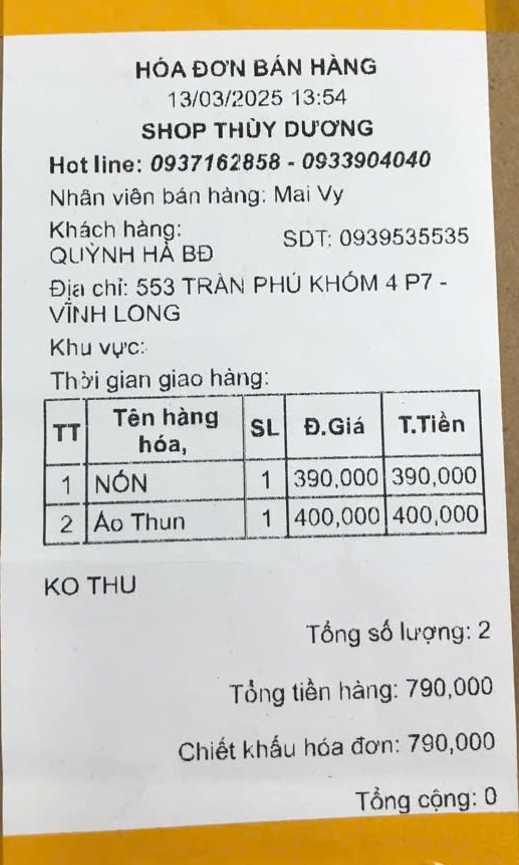 HÓA ĐƠN BÁN HÀNG
13/03/2025 13:54
SHOP THÙY DƯƠNG
Hot line: 0937162858 - 0933904040
Nhân viên bán hàng: Mai Vy
Khách hàng: SDT: 0939535535
QUỲNH HÀ BĐ
Địa chỉ: 553 TRẦN PHÚ KHÓM 4 P7 -
VĨNH LONG
Khu vực:
Thời gian giao hàng:
TT Tên hàng hóa, SL Đ.Giá T.Tiền
1 NÓN 1 390,000 390,000
2 Áo Thun 1 400,000 400,000
KO THU
Tổng số lượng: 2
Tổng tiền hàng: 790,000
Chiết khấu hóa đơn: 790,000
Tổng cộng: 0